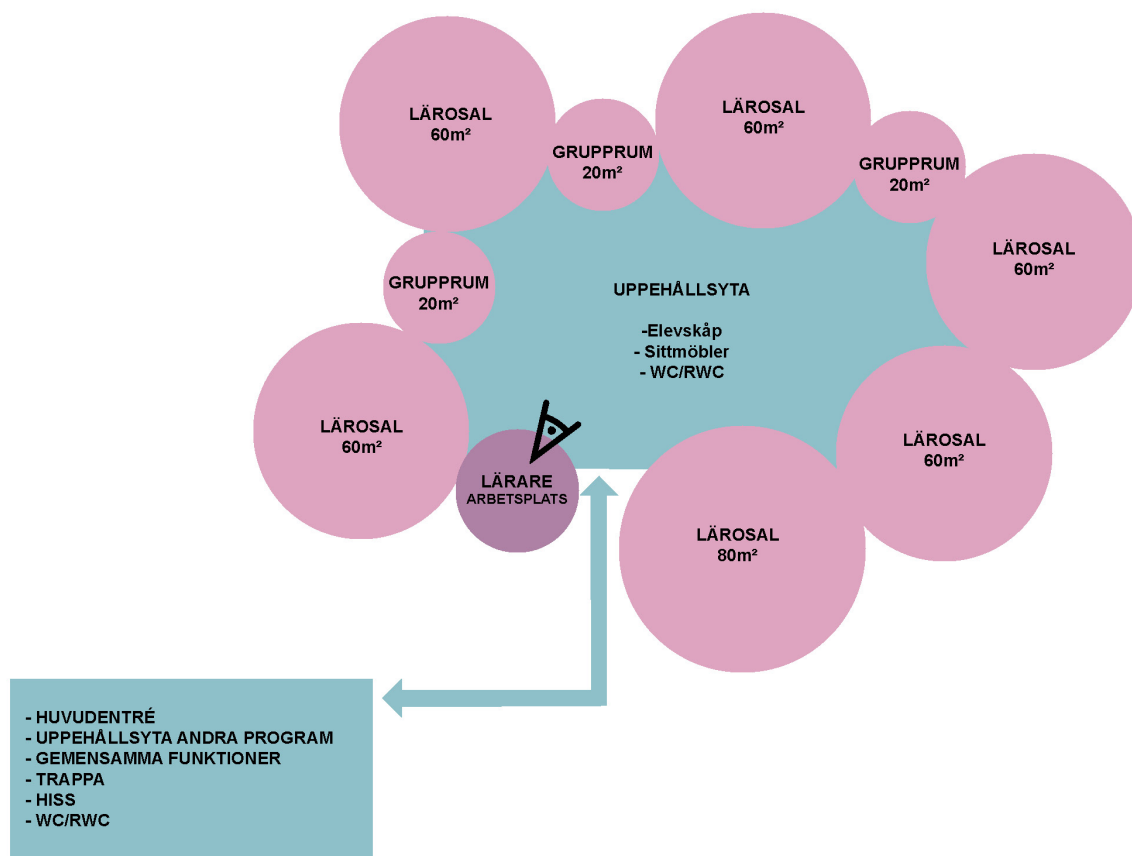 LÄROSAL
60m²
GRUPPRUM
20m²
LÄROSAL
60m²
GRUPPRUM
20m²
LÄROSAL
60m²
GRUPPRUM
20m²
UPPEHÅLLSYTA
-Elevskåp
- Sittmöbler
- WC/RWC
LÄROSAL
60m²
LÄRARE
ARBETSPLATS
LÄROSAL
80m²
LÄROSAL
60m²
- HUVUDENTRÉ
- UPPEHÅLLSYTA ANDRA PROGRAM
- GEMENSAMMA FUNKTIONER
- TRAPPA
- HISS
- WC/RWC